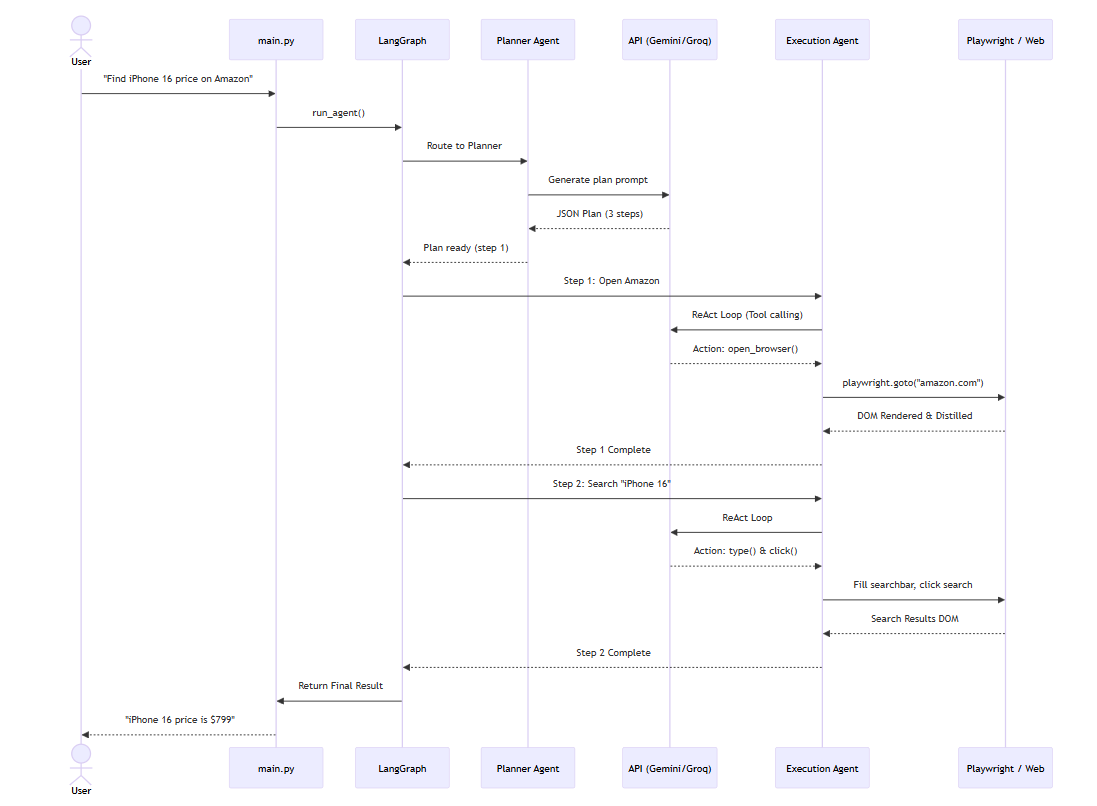 User
main.py
LangGraph
Planner Agent
API (Gemini/Groq)
Execution Agent
Playwright / Web
"Find iPhone 16 price on Amazon"
run_agent()
Route to Planner
Generate plan prompt
JSON Plan (3 steps)
Plan ready (step 1)
Step 1: Open Amazon
ReAct Loop (Tool calling)
Action: open_browser()
playwright.goto("amazon.com")
DOM Rendered & Distilled
Step 1 Complete
Step 2: Search "iPhone 16"
ReAct Loop
Action: type() & click()
Fill searchbar, click search
Search Results DOM
Step 2 Complete
Return Final Result
"iPhone 16 price is $799"
User
main.py
LangGraph
Planner Agent
API (Gemini/Groq)
Execution Agent
Playwright / Web